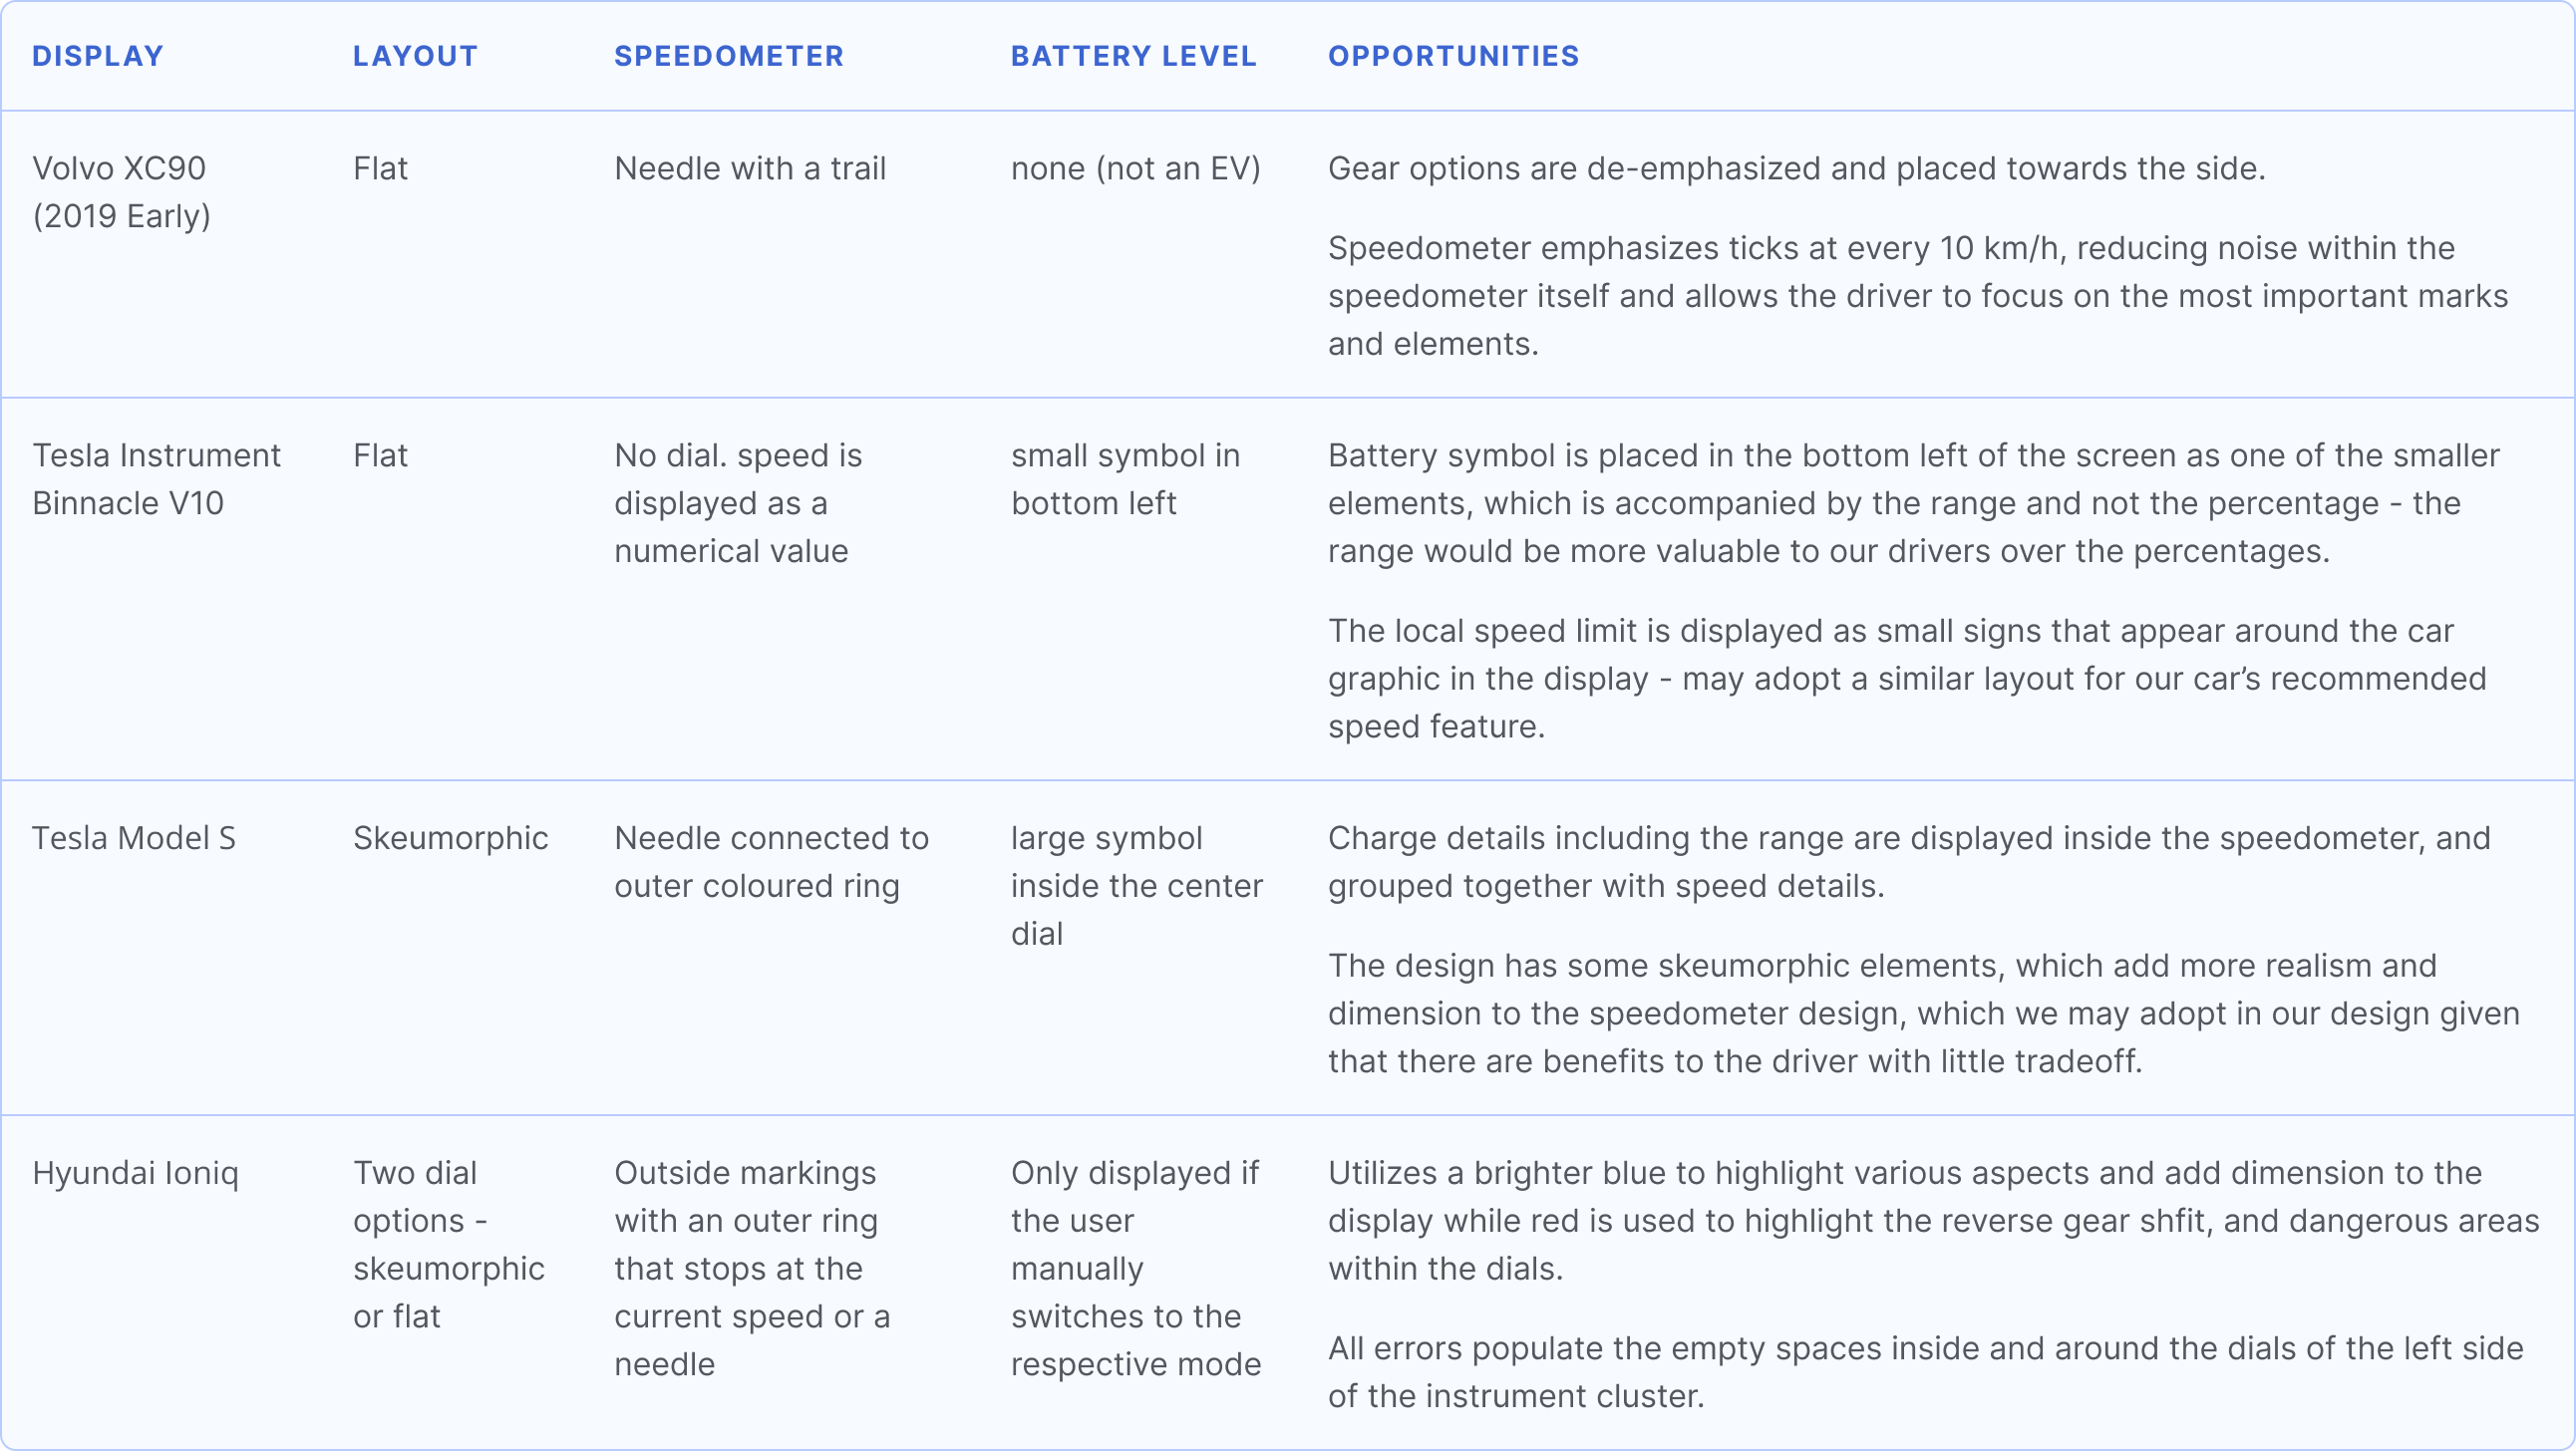 DISPLAY
LAYOUT
SPEEDOMETER
BATTERY LEVEL
OPPORTUNITIES
Volvo XC90
(2019 Early)
Flat
Needle with a trail
none (not an EV)
Gear options are de-emphasized and placed towards the side.
Speedometer emphasizes ticks at every 10 km/h, reducing noise within the
speedometer itself and allows the driver to focus on the most important marks
and elements.
Tesla Instrument
Binnacle V10
Flat
No dial. speed is
displayed as a
numerical value
small symbol in
bottom left
Battery symbol is placed in the bottom left of the screen as one of the smaller
elements, which is accompanied by the range and not the percentage - the
range would be more valuable to our drivers over the percentages.
The local speed limit is displayed as small signs that appear around the car
graphic in the display - may adopt a similar layout for our car’s recommended
speed feature.
Tesla Model S
Skeumorphic
Needle connected to
outer coloured ring
large symbol
inside the center
dial
Charge details including the range are displayed inside the speedometer, and
grouped together with speed details.
The design has some skeumorphic elements, which add more realism and
dimension to the speedometer design, which we may adopt in our design given
that there are benefits to the driver with little tradeoff.
Hyundai Ioniq
Two dial
options -
skeumorphic
or flat
Outside markings
with an outer ring
that stops at the
current speed or a
needle
Only displayed if
the user
manually
switches to the
respective mode
Utilizes a brighter blue to highlight various aspects and add dimension to the
display while red is used to highlight the reverse gear shfit, and dangerous areas
within the dials.
All errors populate the empty spaces inside and around the dials of the left side
of the instrument cluster.